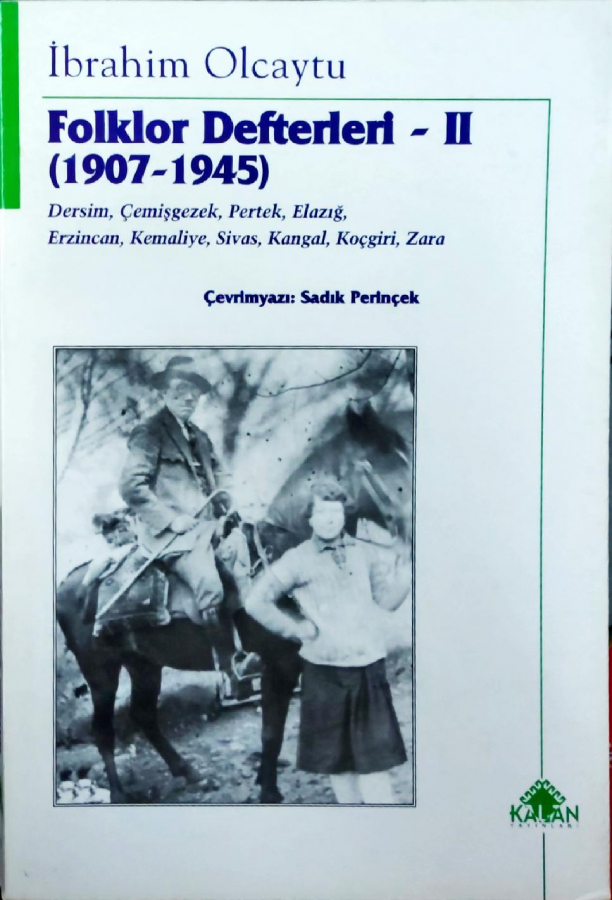 İbrahim Olcaytu
Folklor Defterleri - II
(1907-1945)
Dersim, Çemişgezek, Pertek, Elazığ,
Erzincan, Kemaliye, Sivas, Kangal, Koçgiri, Zara
Çevrimyazı: Sadık Perinçek
KALAN
YAYINLARI